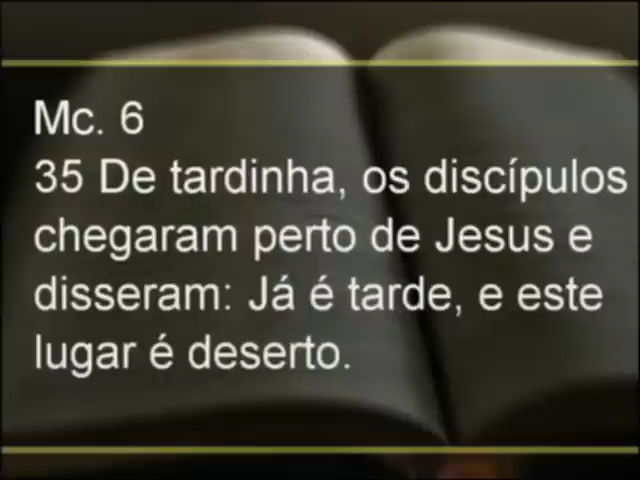 Mc. 6
35 De tardinha, os discípulos
chegaram perto de Jesus e
disseram: Já é tarde, e este
lugar é deserto.